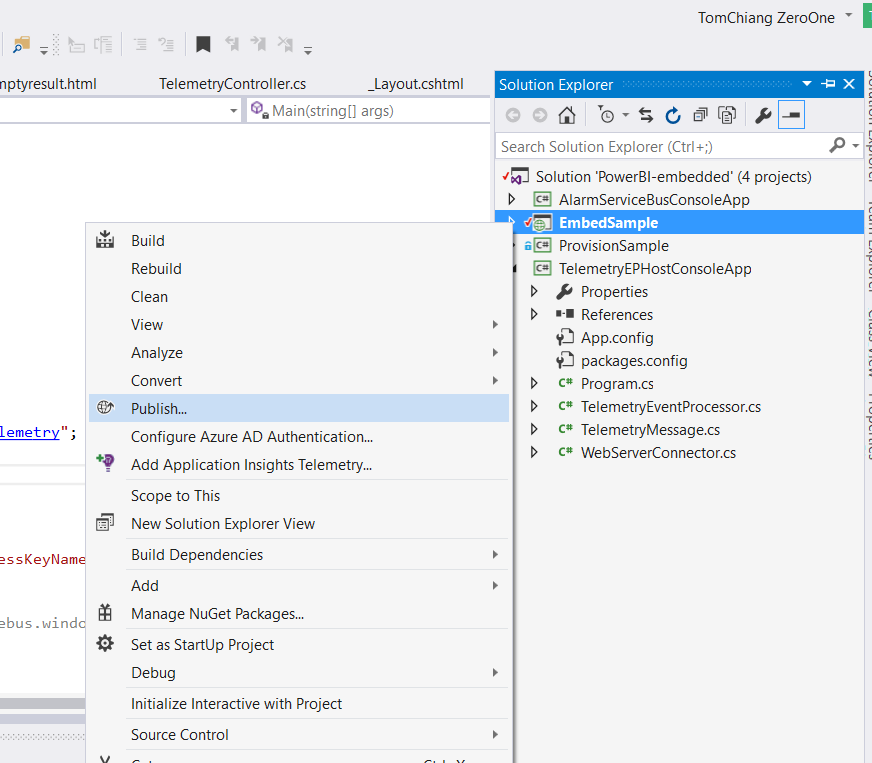 TomChiang ZeroOne
mptyresult.html
TelemetryController.cs
_Layout.cshtml
Main(string[] args)
Solution Explorer
Search Solution Explorer (Ctrl+;)
Solution 'PowerBI-embedded' (4 projects)
AlarmServiceBusConsoleApp
EmbedSample
ProvisionSample
TelemetryEPHostConsoleApp
Properties
References
App.config
packages.config
Program.cs
TelemetryEventProcessor.cs
TelemetryMessage.cs
WebServerConnector.cs
Build
Rebuild
Clean
View
Analyze
Convert
Publish...
Configure Azure AD Authentication...
Add Application Insights Telemetry...
Scope to This
New Solution Explorer View
Build Dependencies
Add
Manage NuGet Packages...
Set as StartUp Project
Debug
Initialize Interactive with Project
Source Control
lemetry";
essKeyName
ebus.windo